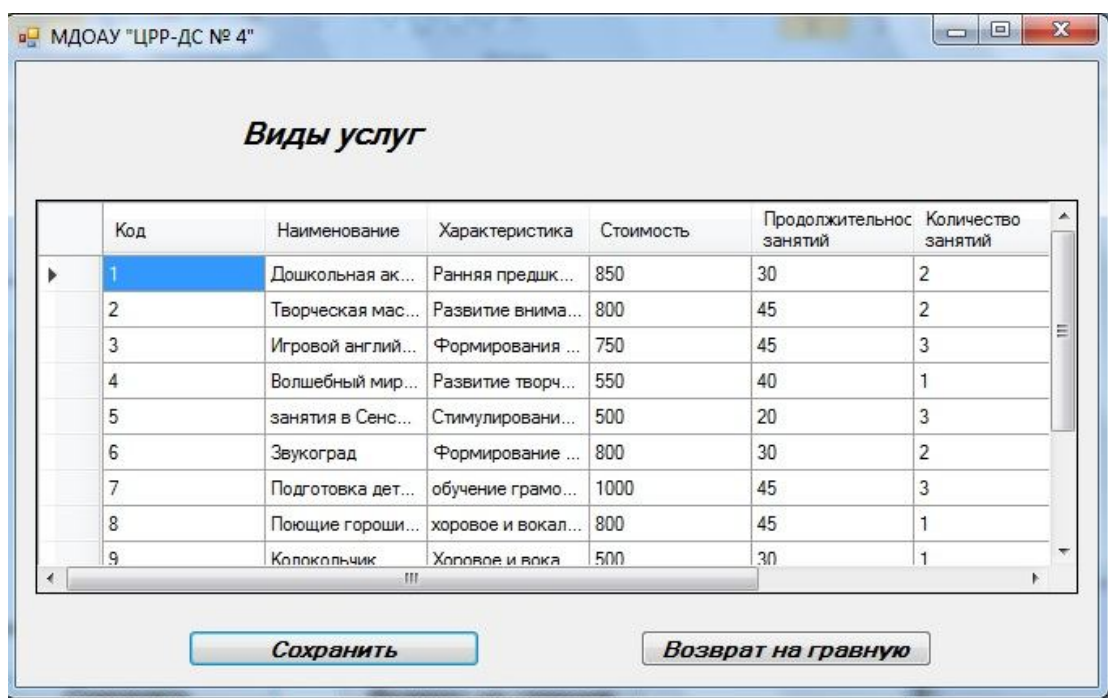 МДОАУ "ЦРР-ДС № 4"
Виды услуг
Код Наименование Характеристика Стоимость Продолжительнос занятий Количество занятий
1 Дошкольная ак... Ранняя предшк... 850 30 2
2 Творческая мас... Развитие внима... 800 45 2
3 Игровой англий... Формирования ... 750 45 3
4 Волшебный мир... Развитие творч... 550 40 1
5 занятия в Сенс... Стимулировани... 500 20 3
6 Звукоград Формирование ... 800 30 2
7 Подготовка дет... обучение грамо... 1000 45 3
8 Поющие гороши... хоровое и вокал... 800 45 1
9 Колокольчик Хоровое и вока 500 30 1
Сохранить Возврат на гравную